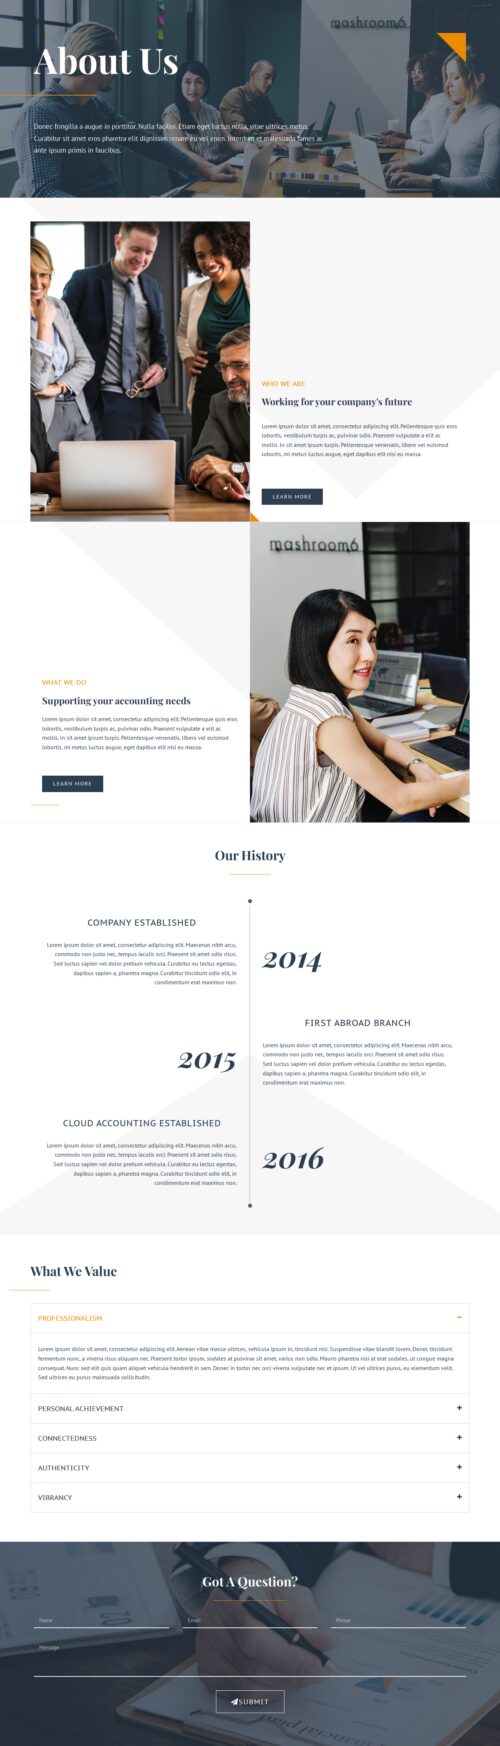 mashroom6
About Us
Donec fringilla a augue in porttitor. Nulla facilisi. Etiam eget luctus nulla, vitae ultrices metus.
Curabitur sit amet eros pharetra elit dignissim ornare eu vel enim. Interdum et malesuada fames ac
ante ipsum primis in faucibus.
WHO WE ARE
Working for your company's future
Lorem ipsum dolor sit amet, consectetur adipiscing elit. Pellentesque quis eros
lobortis, vestibulum turpis ac, pulvinar odio. Praesent vulputate a elit ac
mollis. In sit amet ipsum turpis. Pellentesque venenatis, libero vel euismod
lobortis, mi metus luctus augue, eget dapibus elit nisi eu massa.
LEARN MORE
mashroom6
WHAT WE DO
Supporting your accounting needs
Lorem ipsum dolor sit amet, consectetur adipiscing elit. Pellentesque quis eros
lobortis, vestibulum turpis ac, pulvinar odio. Praesent vulputate a elit ac
mollis. In sit amet ipsum turpis. Pellentesque venenatis, libero vel euismod
lobortis, mi metus luctus augue, eget dapibus elit nisi eu massa.
LEARN MORE
Our History
COMPANY ESTABLISHED
Lorem ipsum dolor sit amet, consectetur adipiscing elit. Maecenas nibh arcu,
commodo non justo nec, tempus iaculis orci. Praesent sit amet odio risus.
Sed luctus sapien vel dolor pretium vehicula. Curabitur eu lectus egestas,
dapibus sapien a, pharetra magna. Curabitur tincidunt odio elit, in
condimentum erat maximus non.
2014
FIRST ABROAD BRANCH
2015
Lorem ipsum dolor sit amet, consectetur adipiscing elit. Maecenas nibh arcu,
commodo non justo nec, tempus iaculis orci. Praesent sit amet odio risus.
Sed luctus sapien vel dolor pretium vehicula. Curabitur eu lectus egestas,
dapibus sapien a, pharetra magna. Curabitur tincidunt odio elit, in
condimentum erat maximus non.
CLOUD ACCOUNTING ESTABLISHED
Lorem ipsum dolor sit amet, consectetur adipiscing elit. Maecenas nibh arcu,
commodo non justo nec, tempus iaculis orci. Praesent sit amet odio risus.
Sed luctus sapien vel dolor pretium vehicula. Curabitur eu lectus egestas,
dapibus sapien a, pharetra magna. Curabitur tincidunt odio elit, in
condimentum erat maximus non.
2016
What We Value
PROFESSIONALISM
Lorem ipsum dolor sit amet, consectetur adipiscing elit. Aenean vitae massa ultrices, vehicula ipsum in, tincidunt nisi. Suspendisse vitae blandit lorem. Donec tincidunt
fermentum nunc, a viverra risus aliquam nec. Praesent tortor ipsum, sodales at pulvinar sit amet, varius non odio. Mauris pharetra nisi at erat sodales, ut congue magna
consequat. Nunc sed elit quis quam aliquet vehicula hendrerit in sem. Donec in tortor nec orci viverra vulputate nec et ipsum. Ut vel ultrices purus, eu elementum velit.
Sed ultrices eu purus malesuada sollicitudin.
PERSONAL ACHIEVEMENT
CONNECTEDNESS
AUTHENTICITY
VIBRANCY
Got A Question?
Name
Email
Phone
Message
SUBMIT